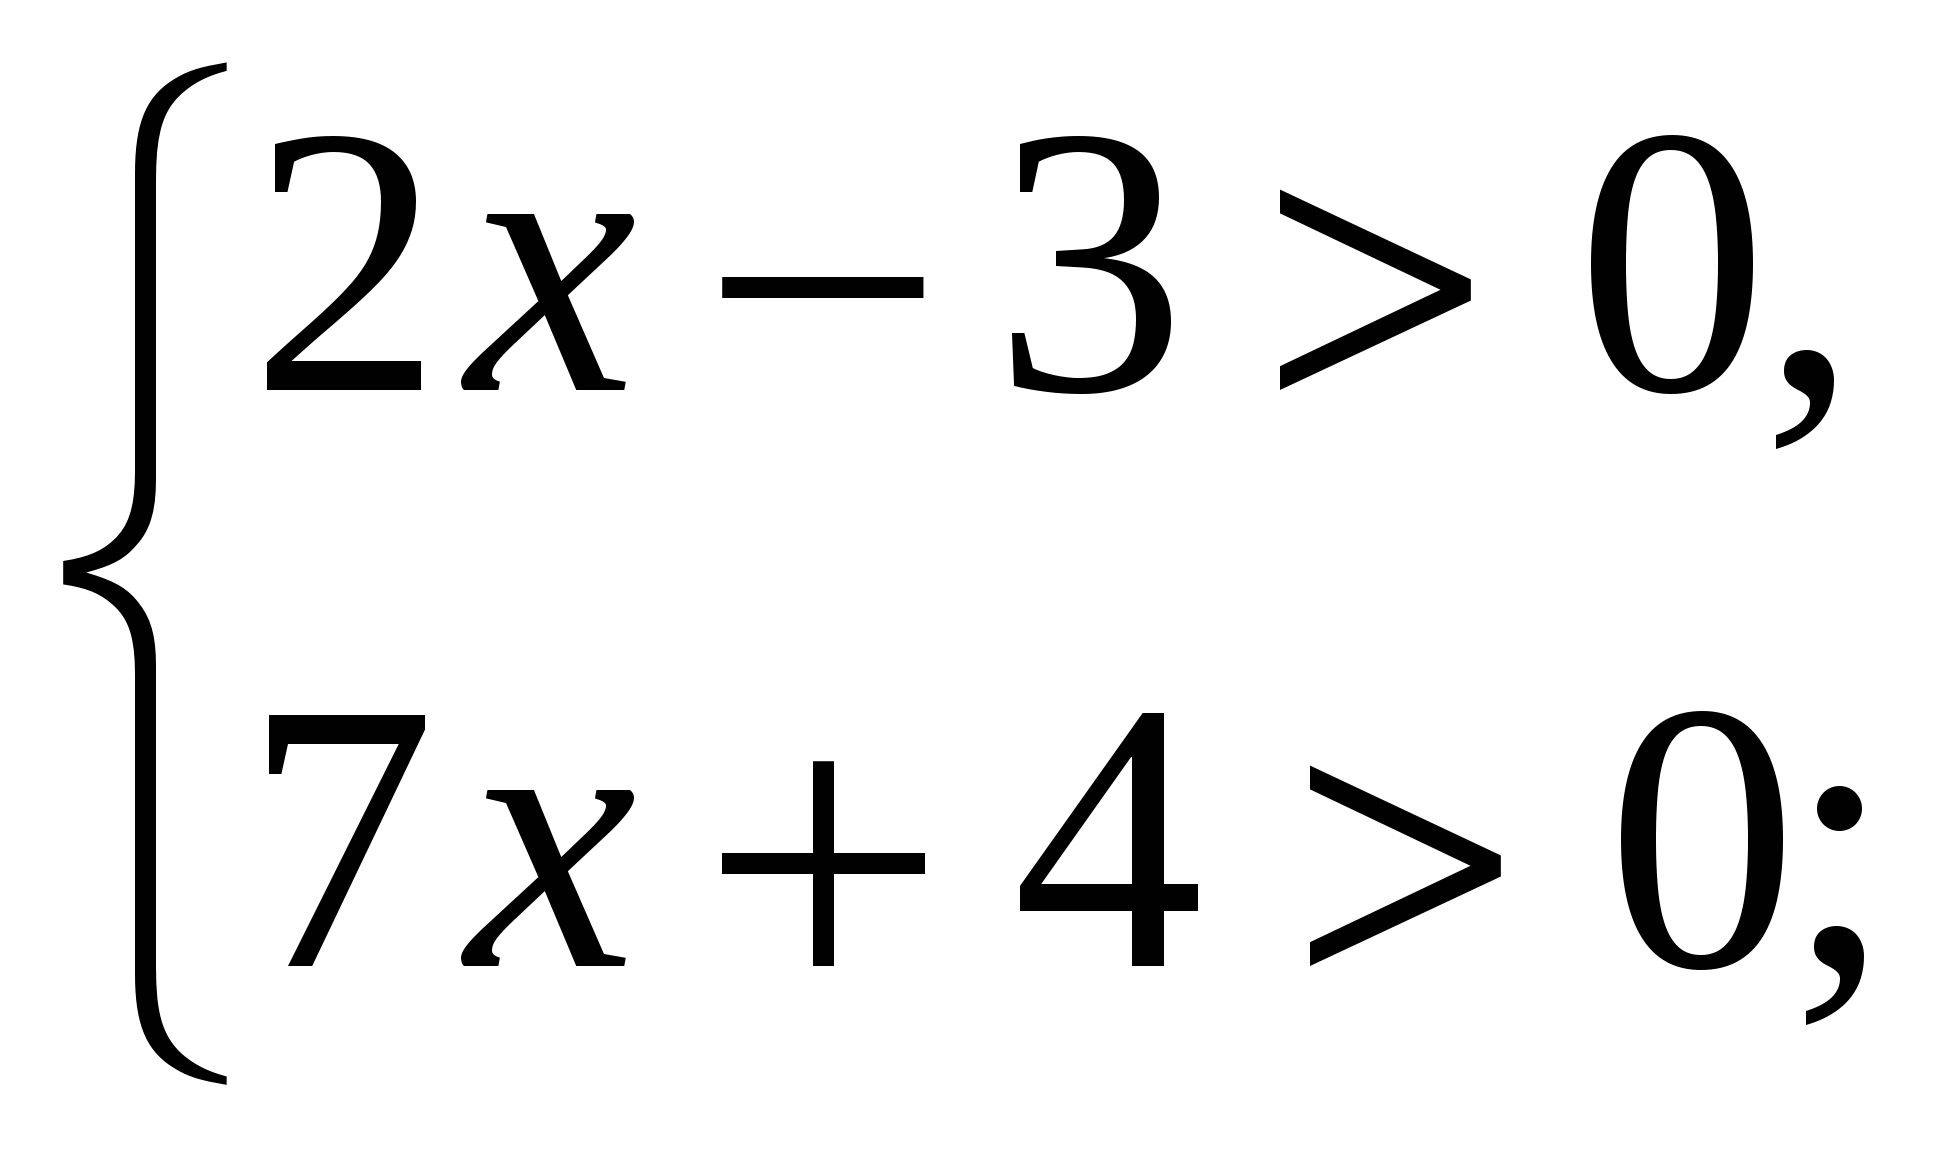 2x − 3 > 0,
7x + 4 > 0;